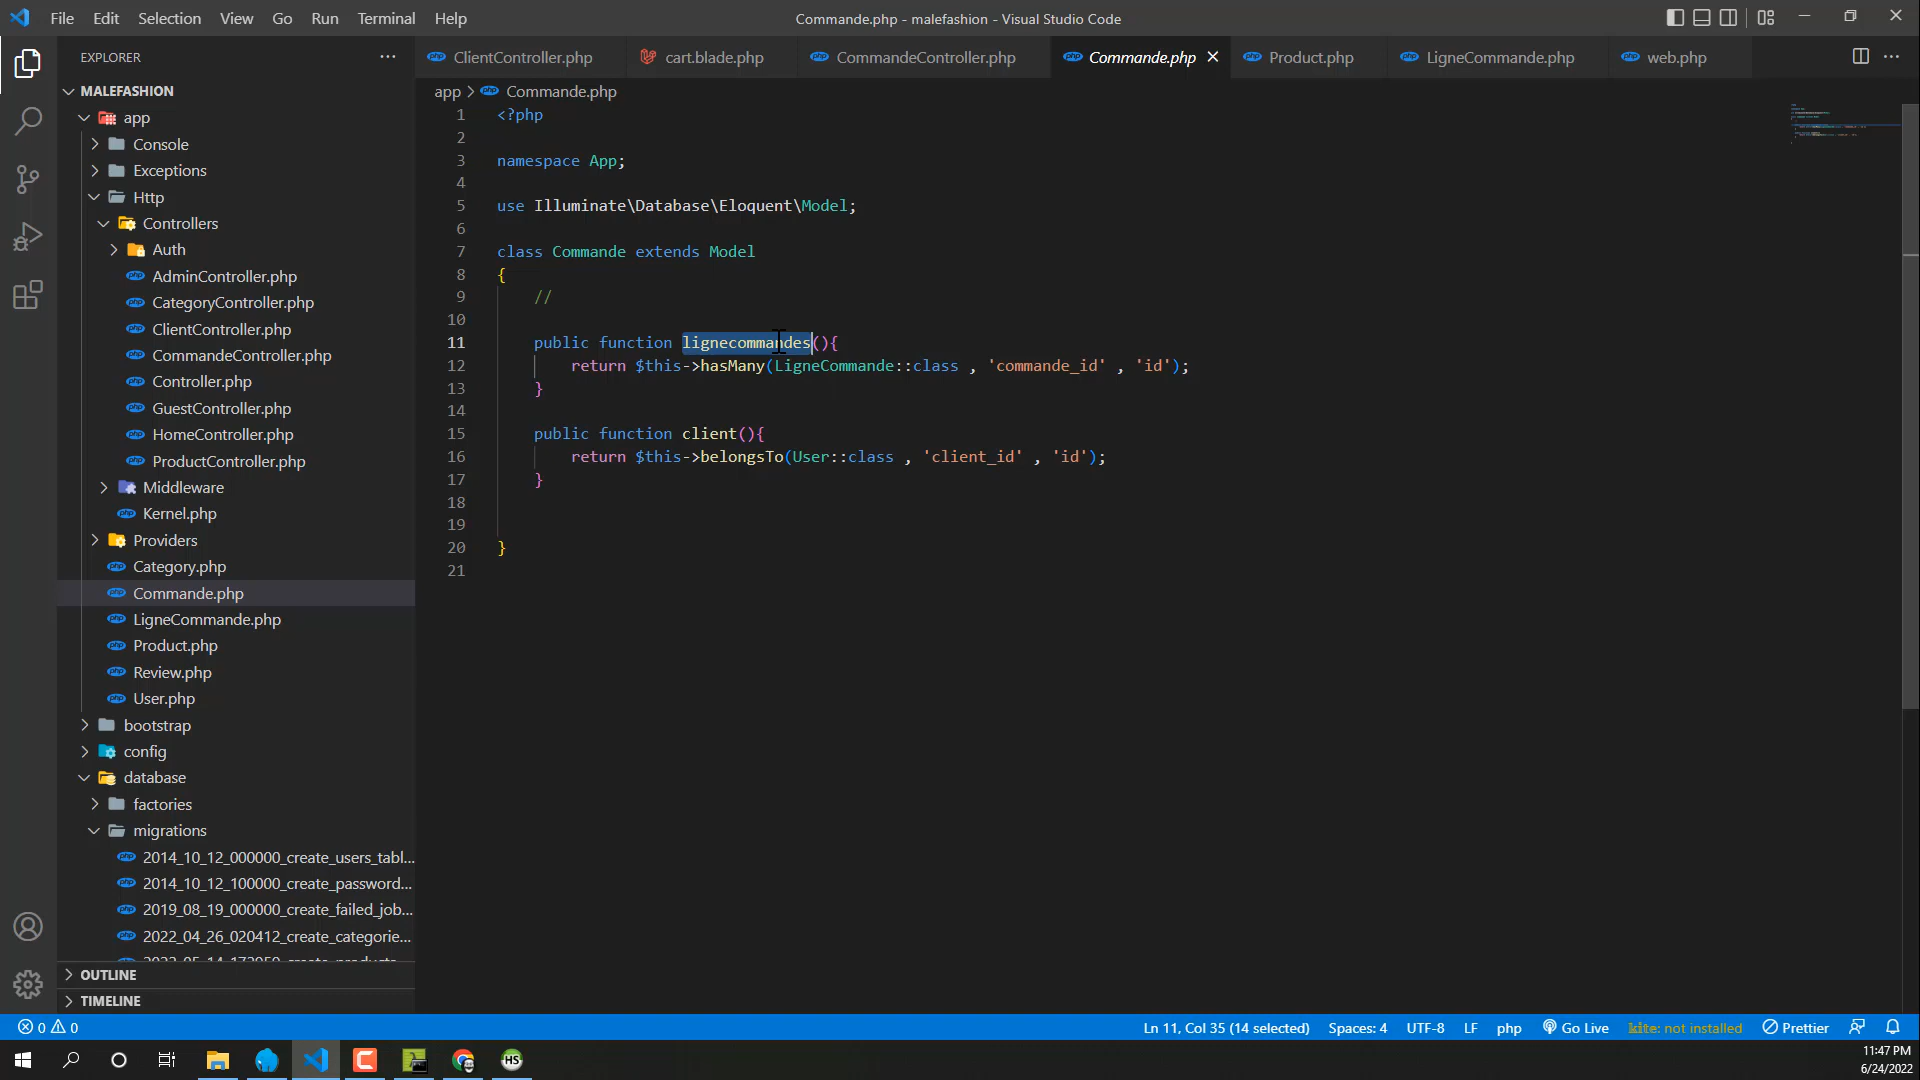 File Edit Selection View Go Run Terminal Help
Commande.php - malefashion - Visual Studio Code
EXPLORER
ClientController.php
cart.blade.php
CommandeController.php
Commande.php
Product.php
LigneCommande.php
web.php
MALEFASHION
app
Console
Exceptions
Http
Controllers
Auth
AdminController.php
CategoryController.php
ClientController.php
CommandeController.php
Controller.php
GuestController.php
HomeController.php
ProductController.php
Middleware
Kernel.php
Providers
Category.php
Commande.php
LigneCommande.php
Product.php
Review.php
User.php
bootstrap
config
database
factories
migrations
2014_10_12_000000_create_users_tabl...
2014_10_12_100000_create_password...
2019_08_19_000000_create_failed_job...
2022_04_26_020412_create_categorie...
OUTLINE
TIMELINE
app > Commande.php
1 <?php
2
3 namespace App;
4
5 use Illuminate\Database\Eloquent\Model;
6
7 class Commande extends Model
8 {
9 //
10
11 public function lignecommandes(){
12 return $this->hasMany(LigneCommande::class , 'commande_id' , 'id');
13 }
14
15 public function client(){
16 return $this->belongsTo(User::class , 'client_id' , 'id');
17 }
18
19
20 }
21
0 0
Ln 11, Col 35 (14 selected)
Spaces: 4
UTF-8
LF
php
Go Live
kite: not installed
Prettier
HS
11:47 PM
6/24/2022